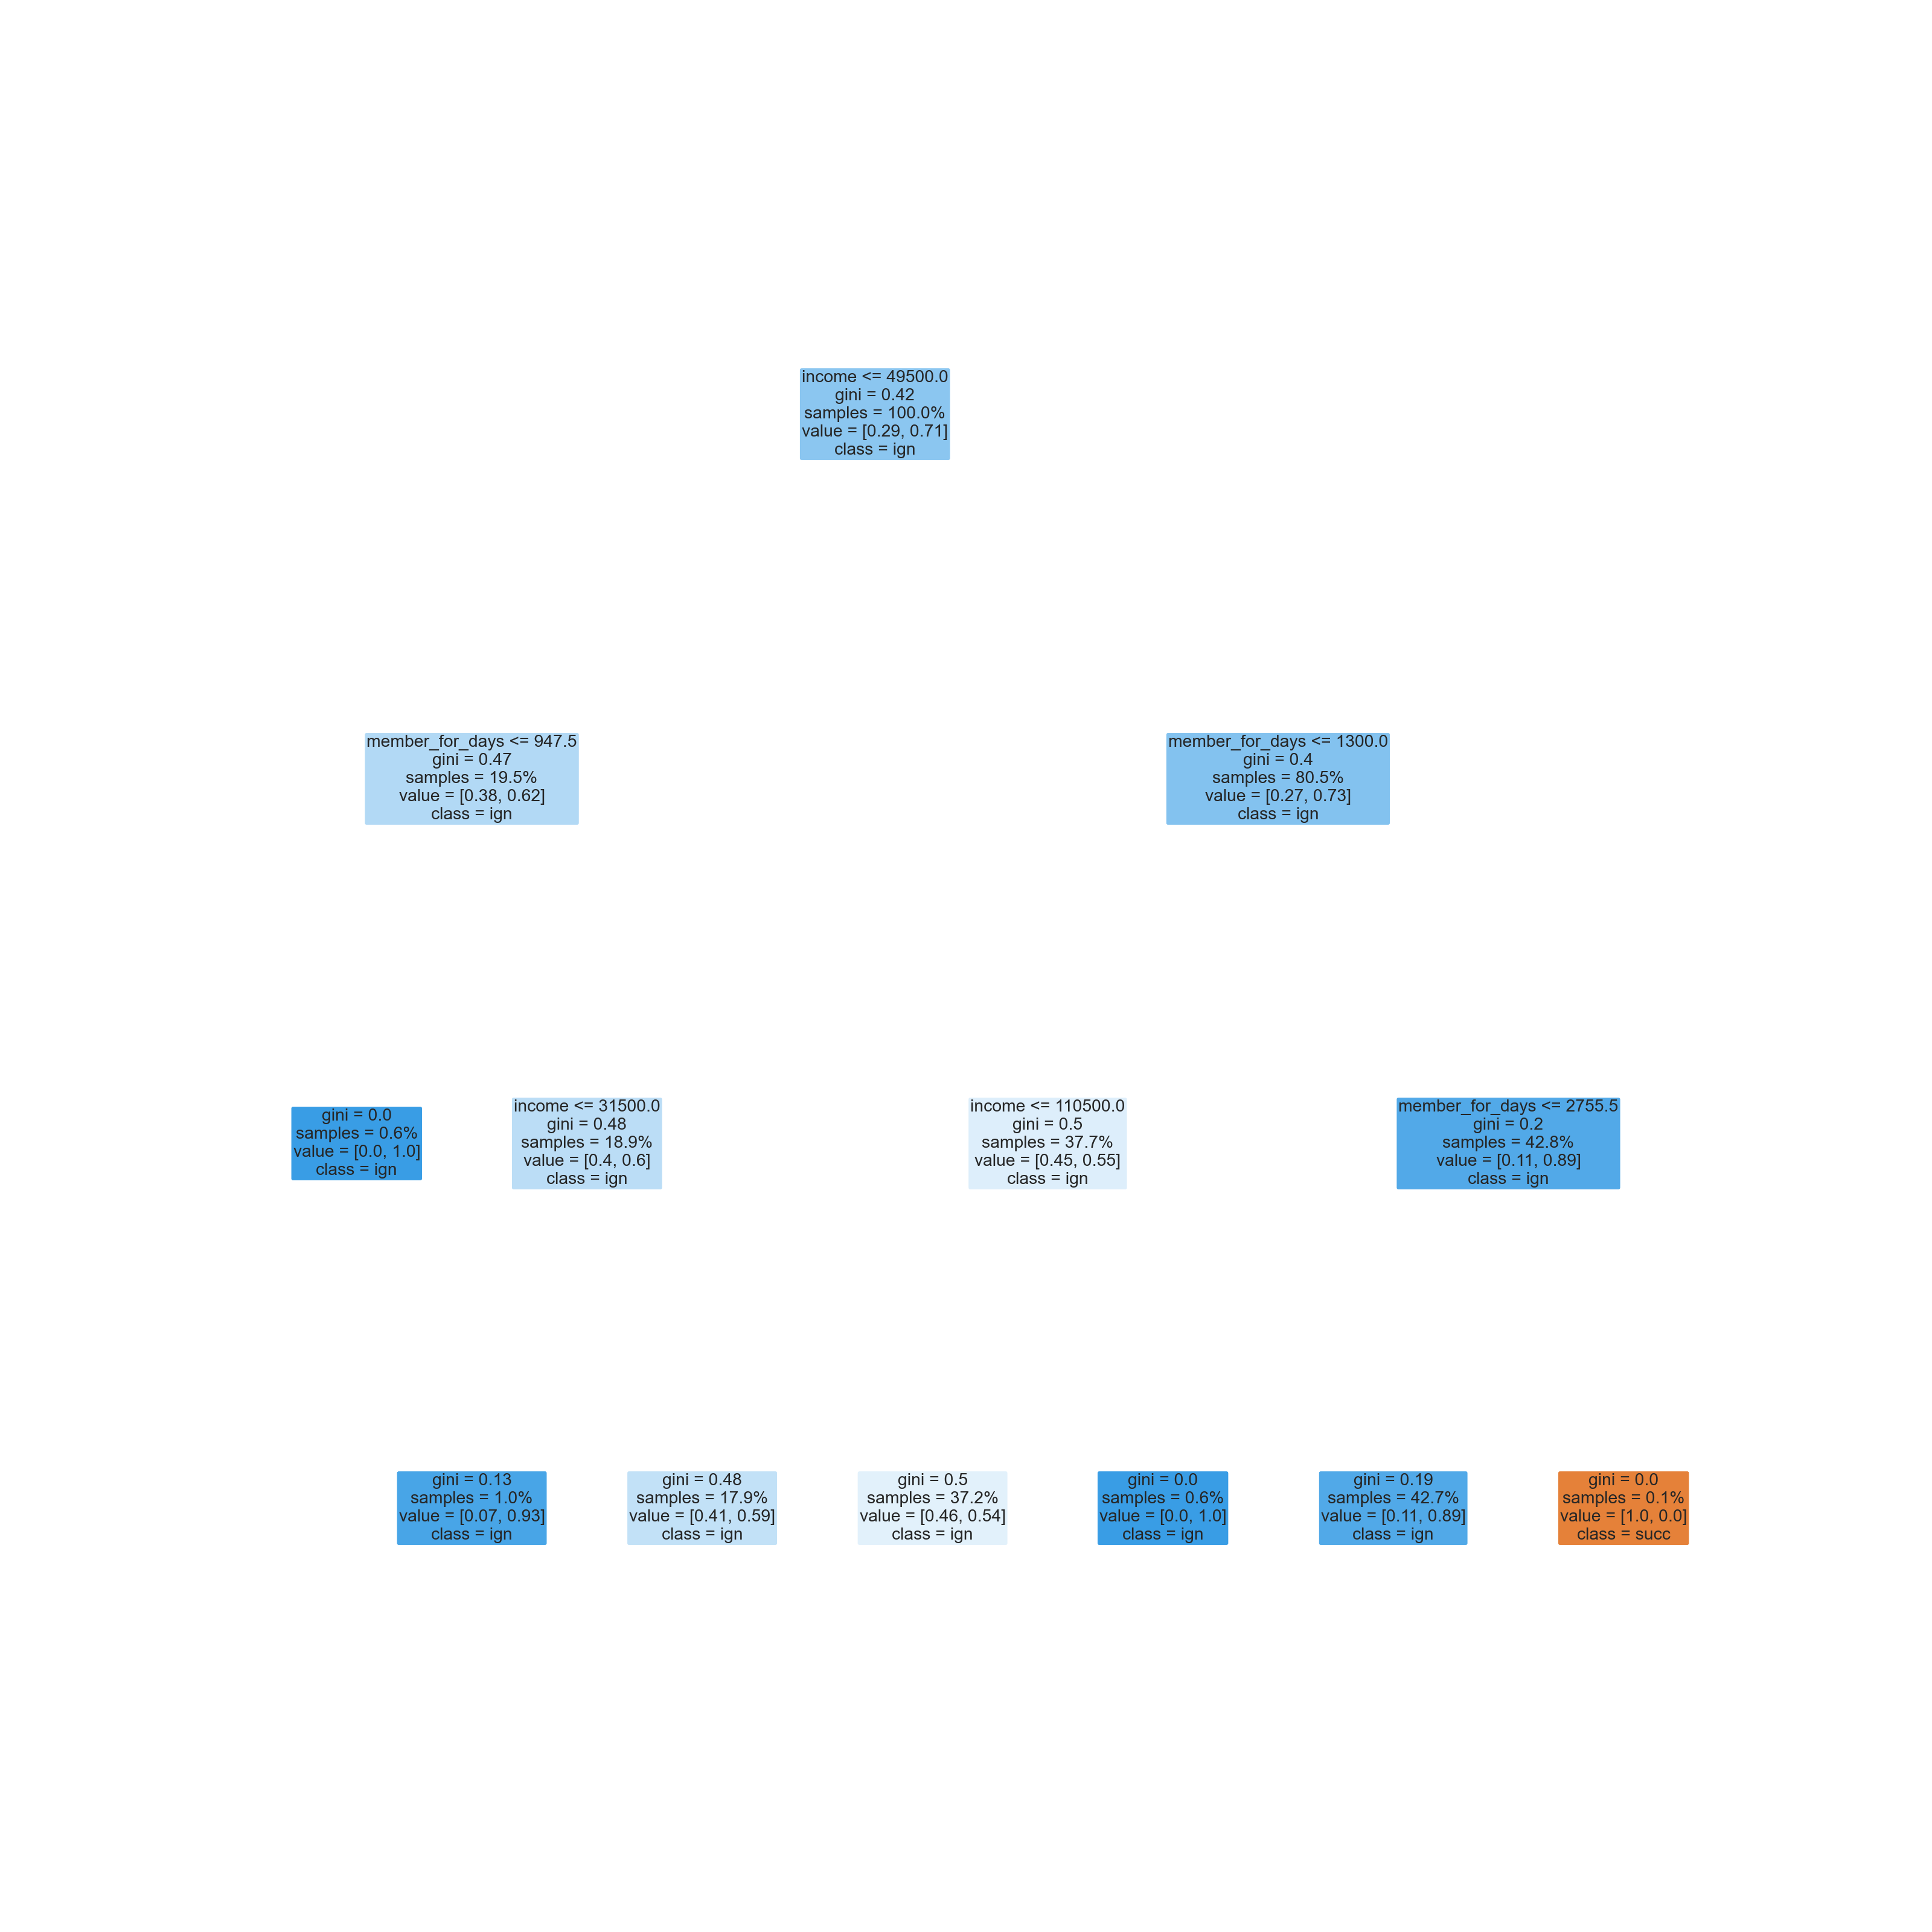 income <= 49500.0
gini = 0.42
samples = 100.0%
value = [0.29, 0.71]
class = ign
member_for_days <= 947.5
gini = 0.47
samples = 19.5%
value = [0.38, 0.62]
class = ign
member_for_days <= 1300.0
gini = 0.4
samples = 80.5%
value = [0.27, 0.73]
class = ign
gini = 0.0
samples = 0.6%
value = [0.0, 1.0]
class = ign
income <= 31500.0
gini = 0.48
samples = 18.9%
value = [0.4, 0.6]
class = ign
income <= 110500.0
gini = 0.5
samples = 37.7%
value = [0.45, 0.55]
class = ign
member_for_days <= 2755.5
gini = 0.2
samples = 42.8%
value = [0.11, 0.89]
class = ign
gini = 0.13
samples = 1.0%
value = [0.07, 0.93]
class = ign
gini = 0.48
samples = 17.9%
value = [0.41, 0.59]
class = ign
gini = 0.5
samples = 37.2%
value = [0.46, 0.54]
class = ign
gini = 0.0
samples = 0.6%
value = [0.0, 1.0]
class = ign
gini = 0.19
samples = 42.7%
value = [0.11, 0.89]
class = ign
gini = 0.0
samples = 0.1%
value = [1.0, 0.0]
class = succ